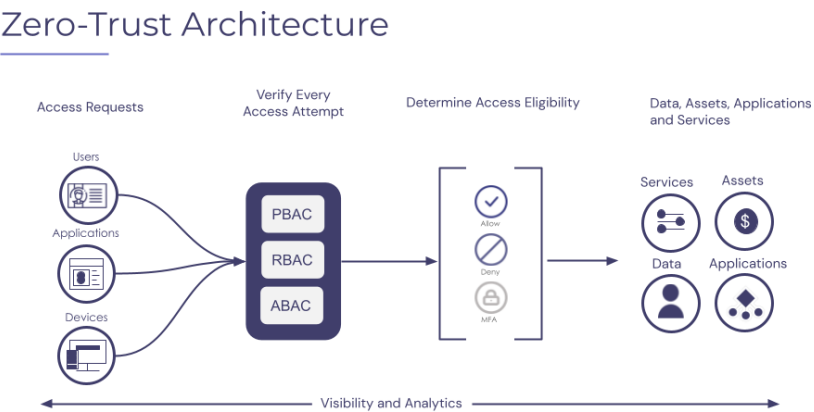 Zero-Trust Architecture
Access Requests
Verify Every
Access Attempt
Determine Access Eligibility
Data, Assets, Applications
and Services
Users
Applications
Devices
PBAC
RBAC
ABAC
Allow
Deny
MFA
Services
Assets
$
Data
Applications
Visibility and Analytics